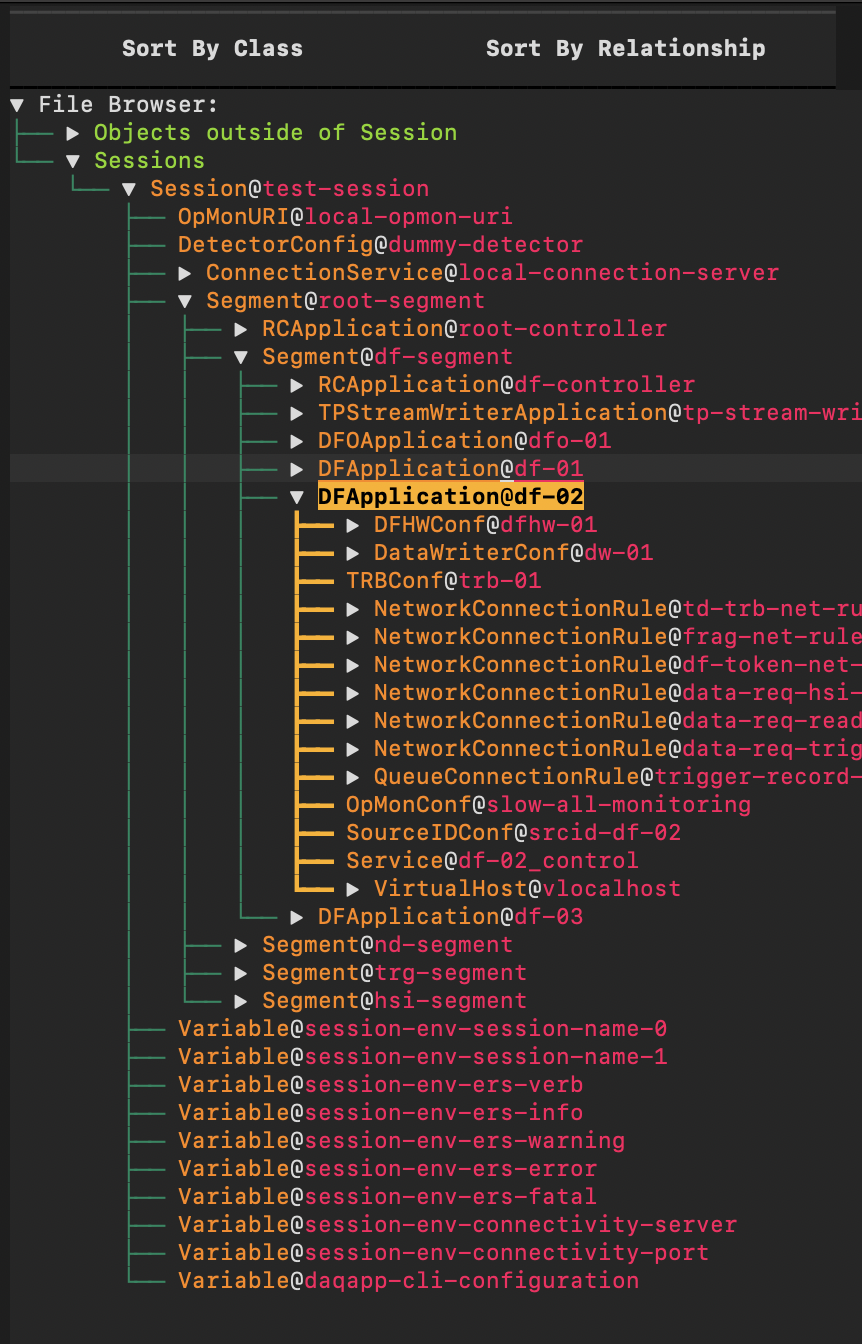 Sort By Class Sort By Relationship
▼ File Browser:
▶ Objects outside of Session
▼ Sessions
▼ Session@test-session
OpMonURI@local-opmon-uri
DetectorConfig@dummy-detector
▶ ConnectionService@local-connection-server
▼ Segment@root-segment
▶ RCApplication@root-controller
▼ Segment@df-segment
▶ RCApplication@df-controller
▶ TPStreamWriterApplication@tp-stream-wri
▶ DFOApplication@dfo-01
▶ DFApplication@df-01
▼ DFApplication@df-02
▶ DFHWConf@dfhw-01
▶ DataWriterConf@dw-01
TRBConf@trb-01
▶ NetworkConnectionRule@td-trb-net-ru
▶ NetworkConnectionRule@frag-net-rule
▶ NetworkConnectionRule@df-token-net-
▶ NetworkConnectionRule@data-req-hsi-
▶ NetworkConnectionRule@data-req-read
▶ NetworkConnectionRule@data-req-trig
▶ QueueConnectionRule@trigger-record-
OpMonConf@slow-all-monitoring
SourceIDConf@srcid-df-02
Service@df-02_control
▶ VirtualHost@vlocalhost
▶ DFApplication@df-03
▶ Segment@nd-segment
▶ Segment@trg-segment
▶ Segment@hsi-segment
Variable@session-env-session-name-0
Variable@session-env-session-name-1
Variable@session-env-ers-verb
Variable@session-env-ers-info
Variable@session-env-ers-warning
Variable@session-env-ers-error
Variable@session-env-ers-fatal
Variable@session-env-connectivity-server
Variable@session-env-connectivity-port
Variable@daqapp-cli-configuration